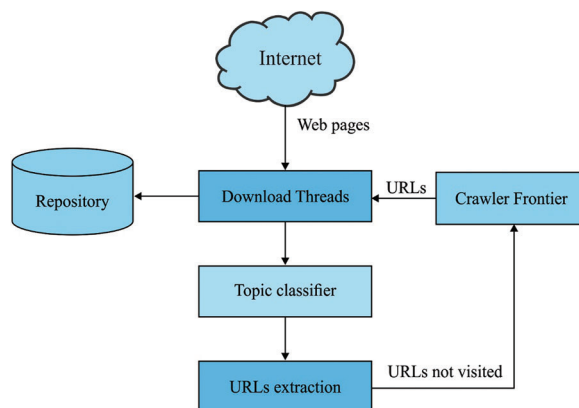 Internet
Web pages
Repository
Download Threads
URLs
Crawler Frontier
Topic classifier
URLs extraction
URLs not visited